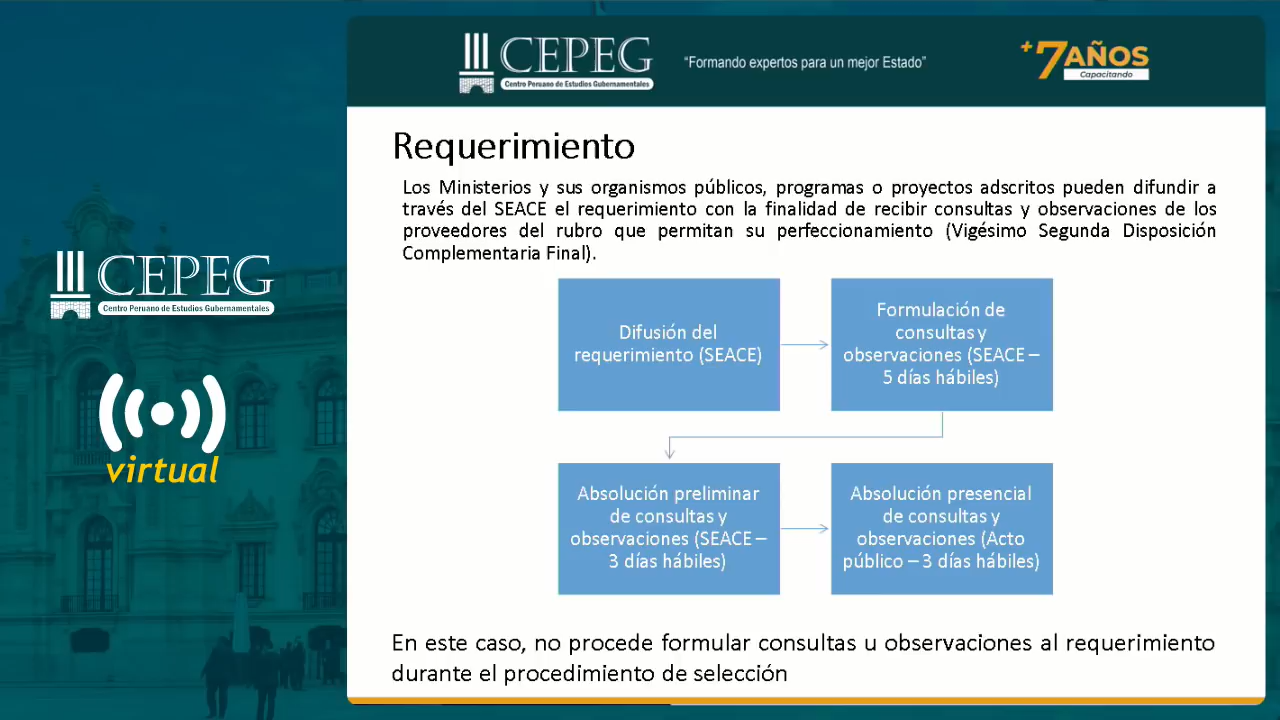 CEPEG
Centro Peruano de Estudios Gubernamentales
“Formando expertos para un mejor Estado”
+7AÑOS
Capacitando
CEPEG
Centro Peruano de Estudios Gubernamentales
virtual
Requerimiento
Los Ministerios y sus organismos públicos, programas o proyectos adscritos pueden difundir a
través del SEACE el requerimiento con la finalidad de recibir consultas y observaciones de los
proveedores del rubro que permitan su perfeccionamiento (Vigésimo Segunda Disposición
Complementaria Final).
Difusión del
requerimiento (SEACE)
Formulación de
consultas y
observaciones (SEACE –
5 días hábiles)
Absolución preliminar
de consultas y
observaciones (SEACE –
3 días hábiles)
Absolución presencial
de consultas y
observaciones (Acto
público – 3 días hábiles)
En este caso, no procede formular consultas u observaciones al requerimiento
durante el procedimiento de selección